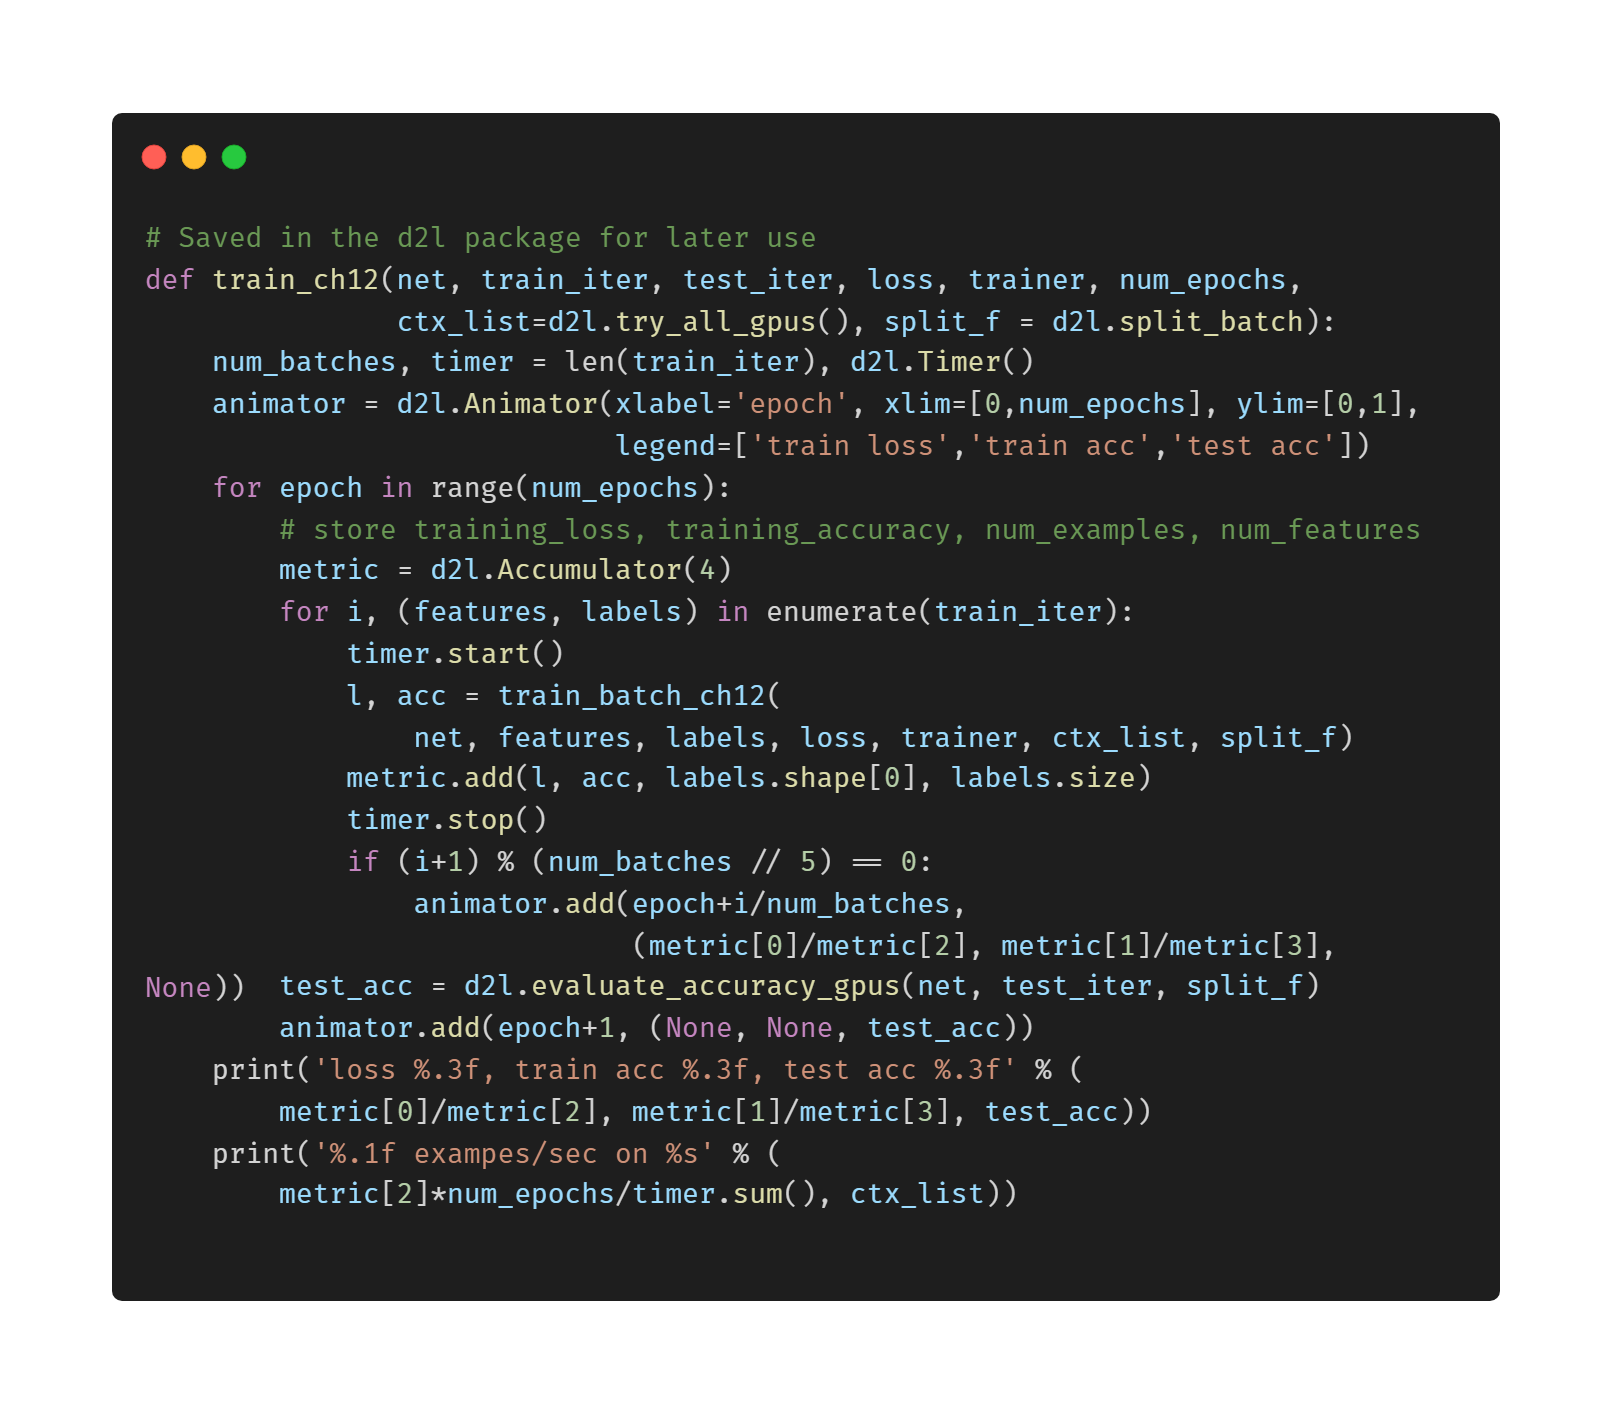 # Saved in the d2l package for later use
def train_ch12(net, train_iter, test_iter, loss, trainer, num_epochs,
               ctx_list=d2l.try_all_gpus(), split_f = d2l.split_batch):
    num_batches, timer = len(train_iter), d2l.Timer()
    animator = d2l.Animator(xlabel='epoch', xlim=[0,num_epochs], ylim=[0,1],
                            legend=['train loss','train acc','test acc'])
    for epoch in range(num_epochs):
        # store training_loss, training_accuracy, num_examples, num_features
        metric = d2l.Accumulator(4)
        for i, (features, labels) in enumerate(train_iter):
            timer.start()
            l, acc = train_batch_ch12(
                net, features, labels, loss, trainer, ctx_list, split_f)
            metric.add(l, acc, labels.shape[0], labels.size)
            timer.stop()
            if (i+1) % (num_batches // 5) == 0:
                animator.add(epoch+i/num_batches,
                             (metric[0]/metric[2], metric[1]/metric[3],
None))  test_acc = d2l.evaluate_accuracy_gpus(net, test_iter, split_f)
        animator.add(epoch+1, (None, None, test_acc))
    print('loss %.3f, train acc %.3f, test acc %.3f' % (
        metric[0]/metric[2], metric[1]/metric[3], test_acc))
    print('%.1f exampes/sec on %s' % (
        metric[2]*num_epochs/timer.sum(), ctx_list))